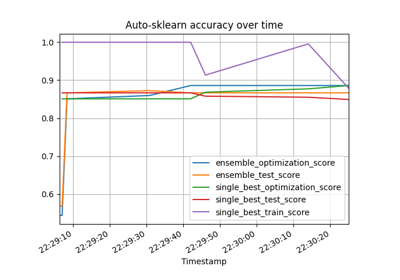 Auto-sklearn accuracy over time
1.0
0.9
0.8
0.7
0.6
ensemble_optimization_score
ensemble_test_score
single_best_optimization_score
single_best_test_score
single_best_train_score
22:29:10
22:29:20
22:29:30
22:29:40
22:29:50
22:30:00
22:30:10
22:30:20
Timestamp